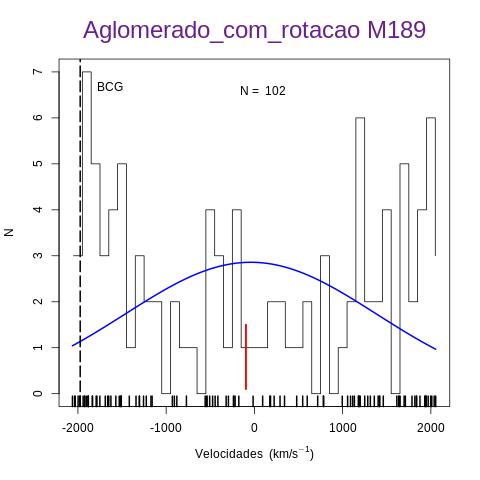 Aglomerado_com_rotacao M189
BCG
N = 102
7
6
5
4
3
2
1
0
N
-2000 -1000 0 1000 2000
Velocidades (km/s⁻¹)